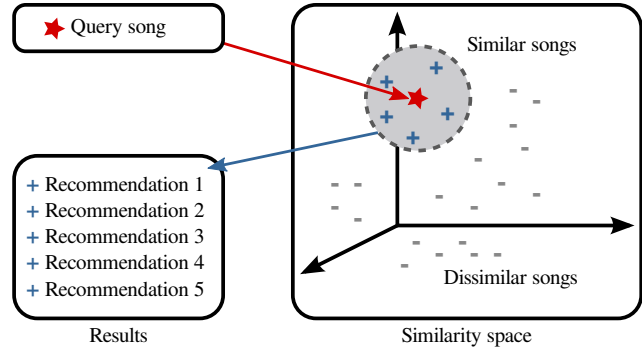 Query song
Similar songs
+ Recommendation 1
+ Recommendation 2
+ Recommendation 3
+ Recommendation 4
+ Recommendation 5
Dissimilar songs
Results
Similarity space